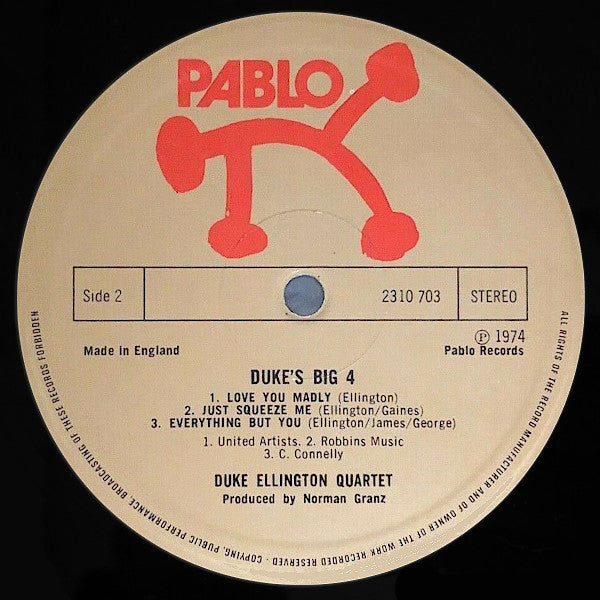 PABLO
Side 2
2310 703
STEREO
Made in England
℗ 1974
Pablo Records
DUKE'S BIG 4
1. LOVE YOU MADLY (Ellington)
2. JUST SQUEEZE ME (Ellington/Gaines)
3. EVERYTHING BUT YOU (Ellington/James/George)
1. United Artists. 2. Robbins Music
3. C. Connelly
DUKE ELLINGTON QUARTET
Produced by Norman Granz
ALL RIGHTS OF THE RECORD MANUFACTURER AND OF OWNER OF THE WORK RECORDED RESERVED - COPYING, PUBLIC PERFORMANCE, BROADCASTING OF THESE RECORDS FORBIDDEN